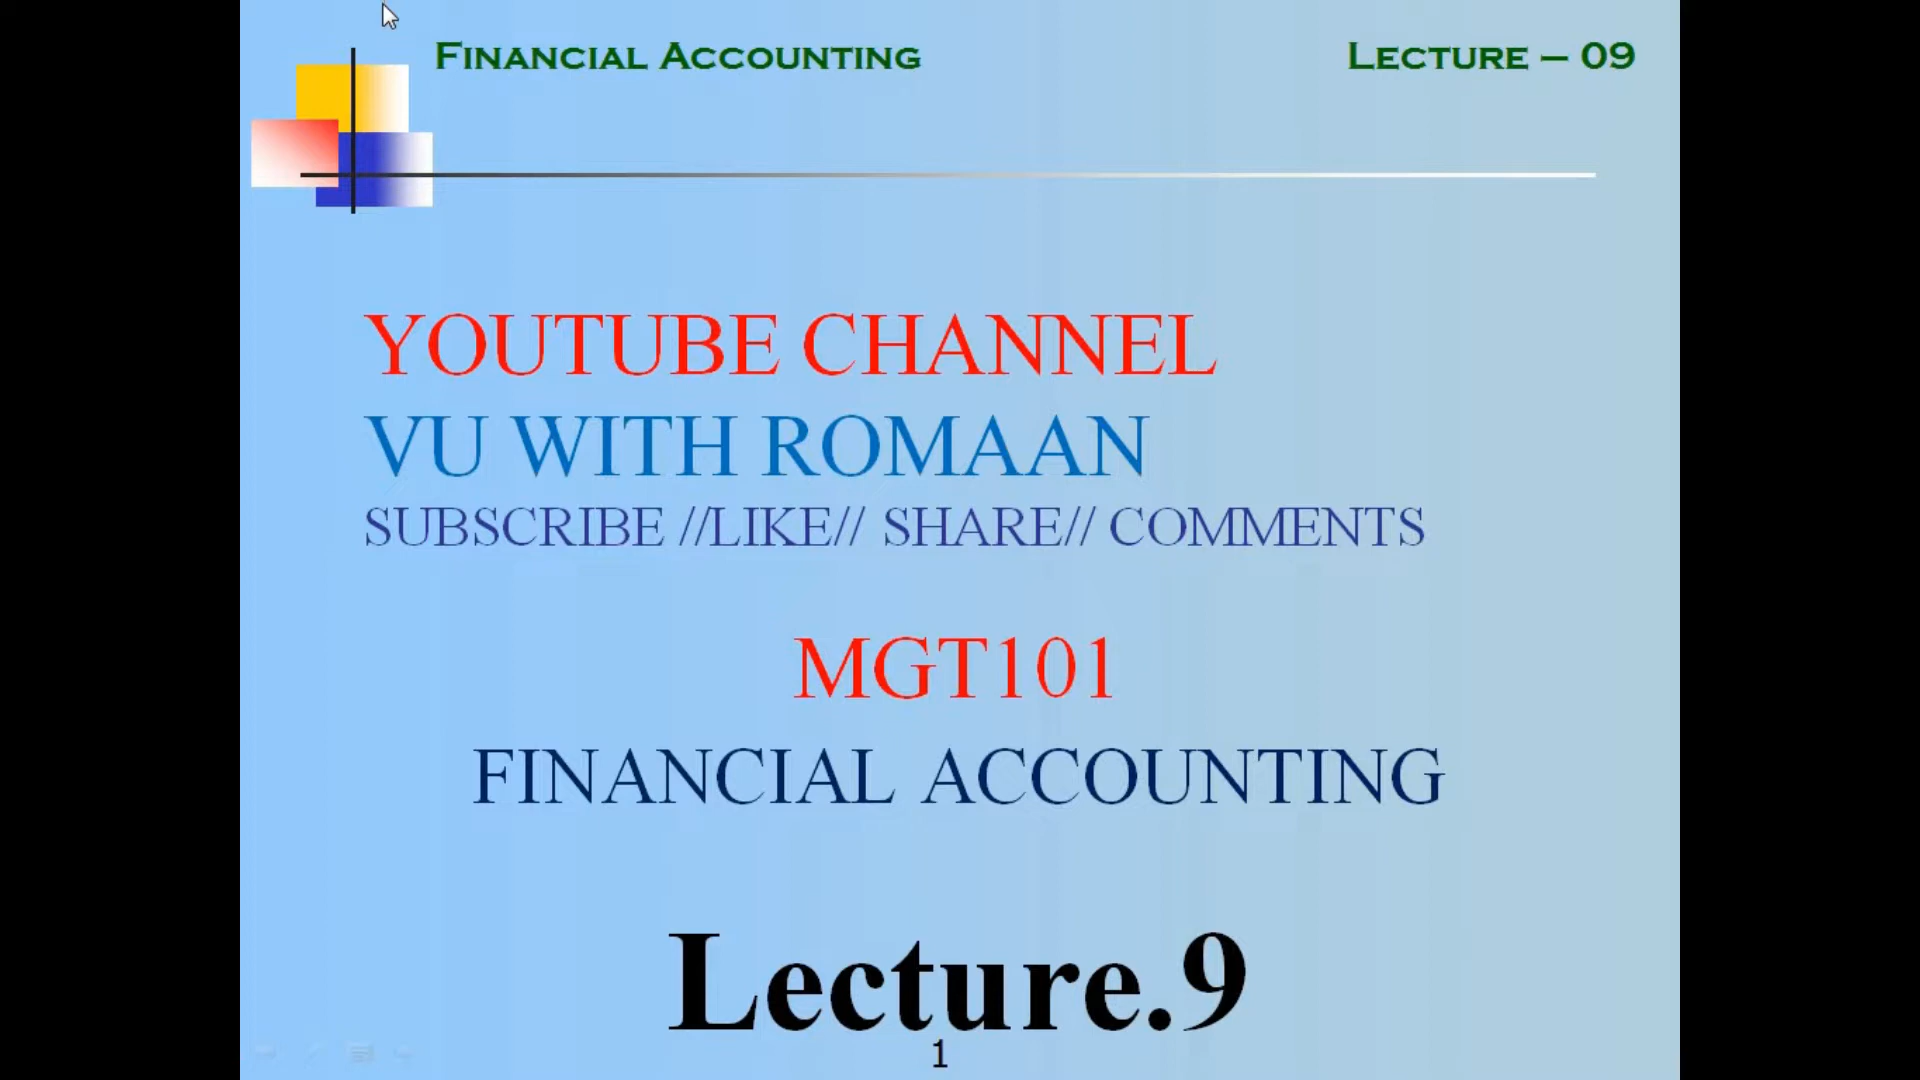 Financial Accounting
Lecture – 09
YOUTUBE CHANNEL
VU WITH ROMAAN
SUBSCRIBE //LIKE// SHARE// COMMENTS
MGT101
FINANCIAL ACCOUNTING
Lecture.9
1